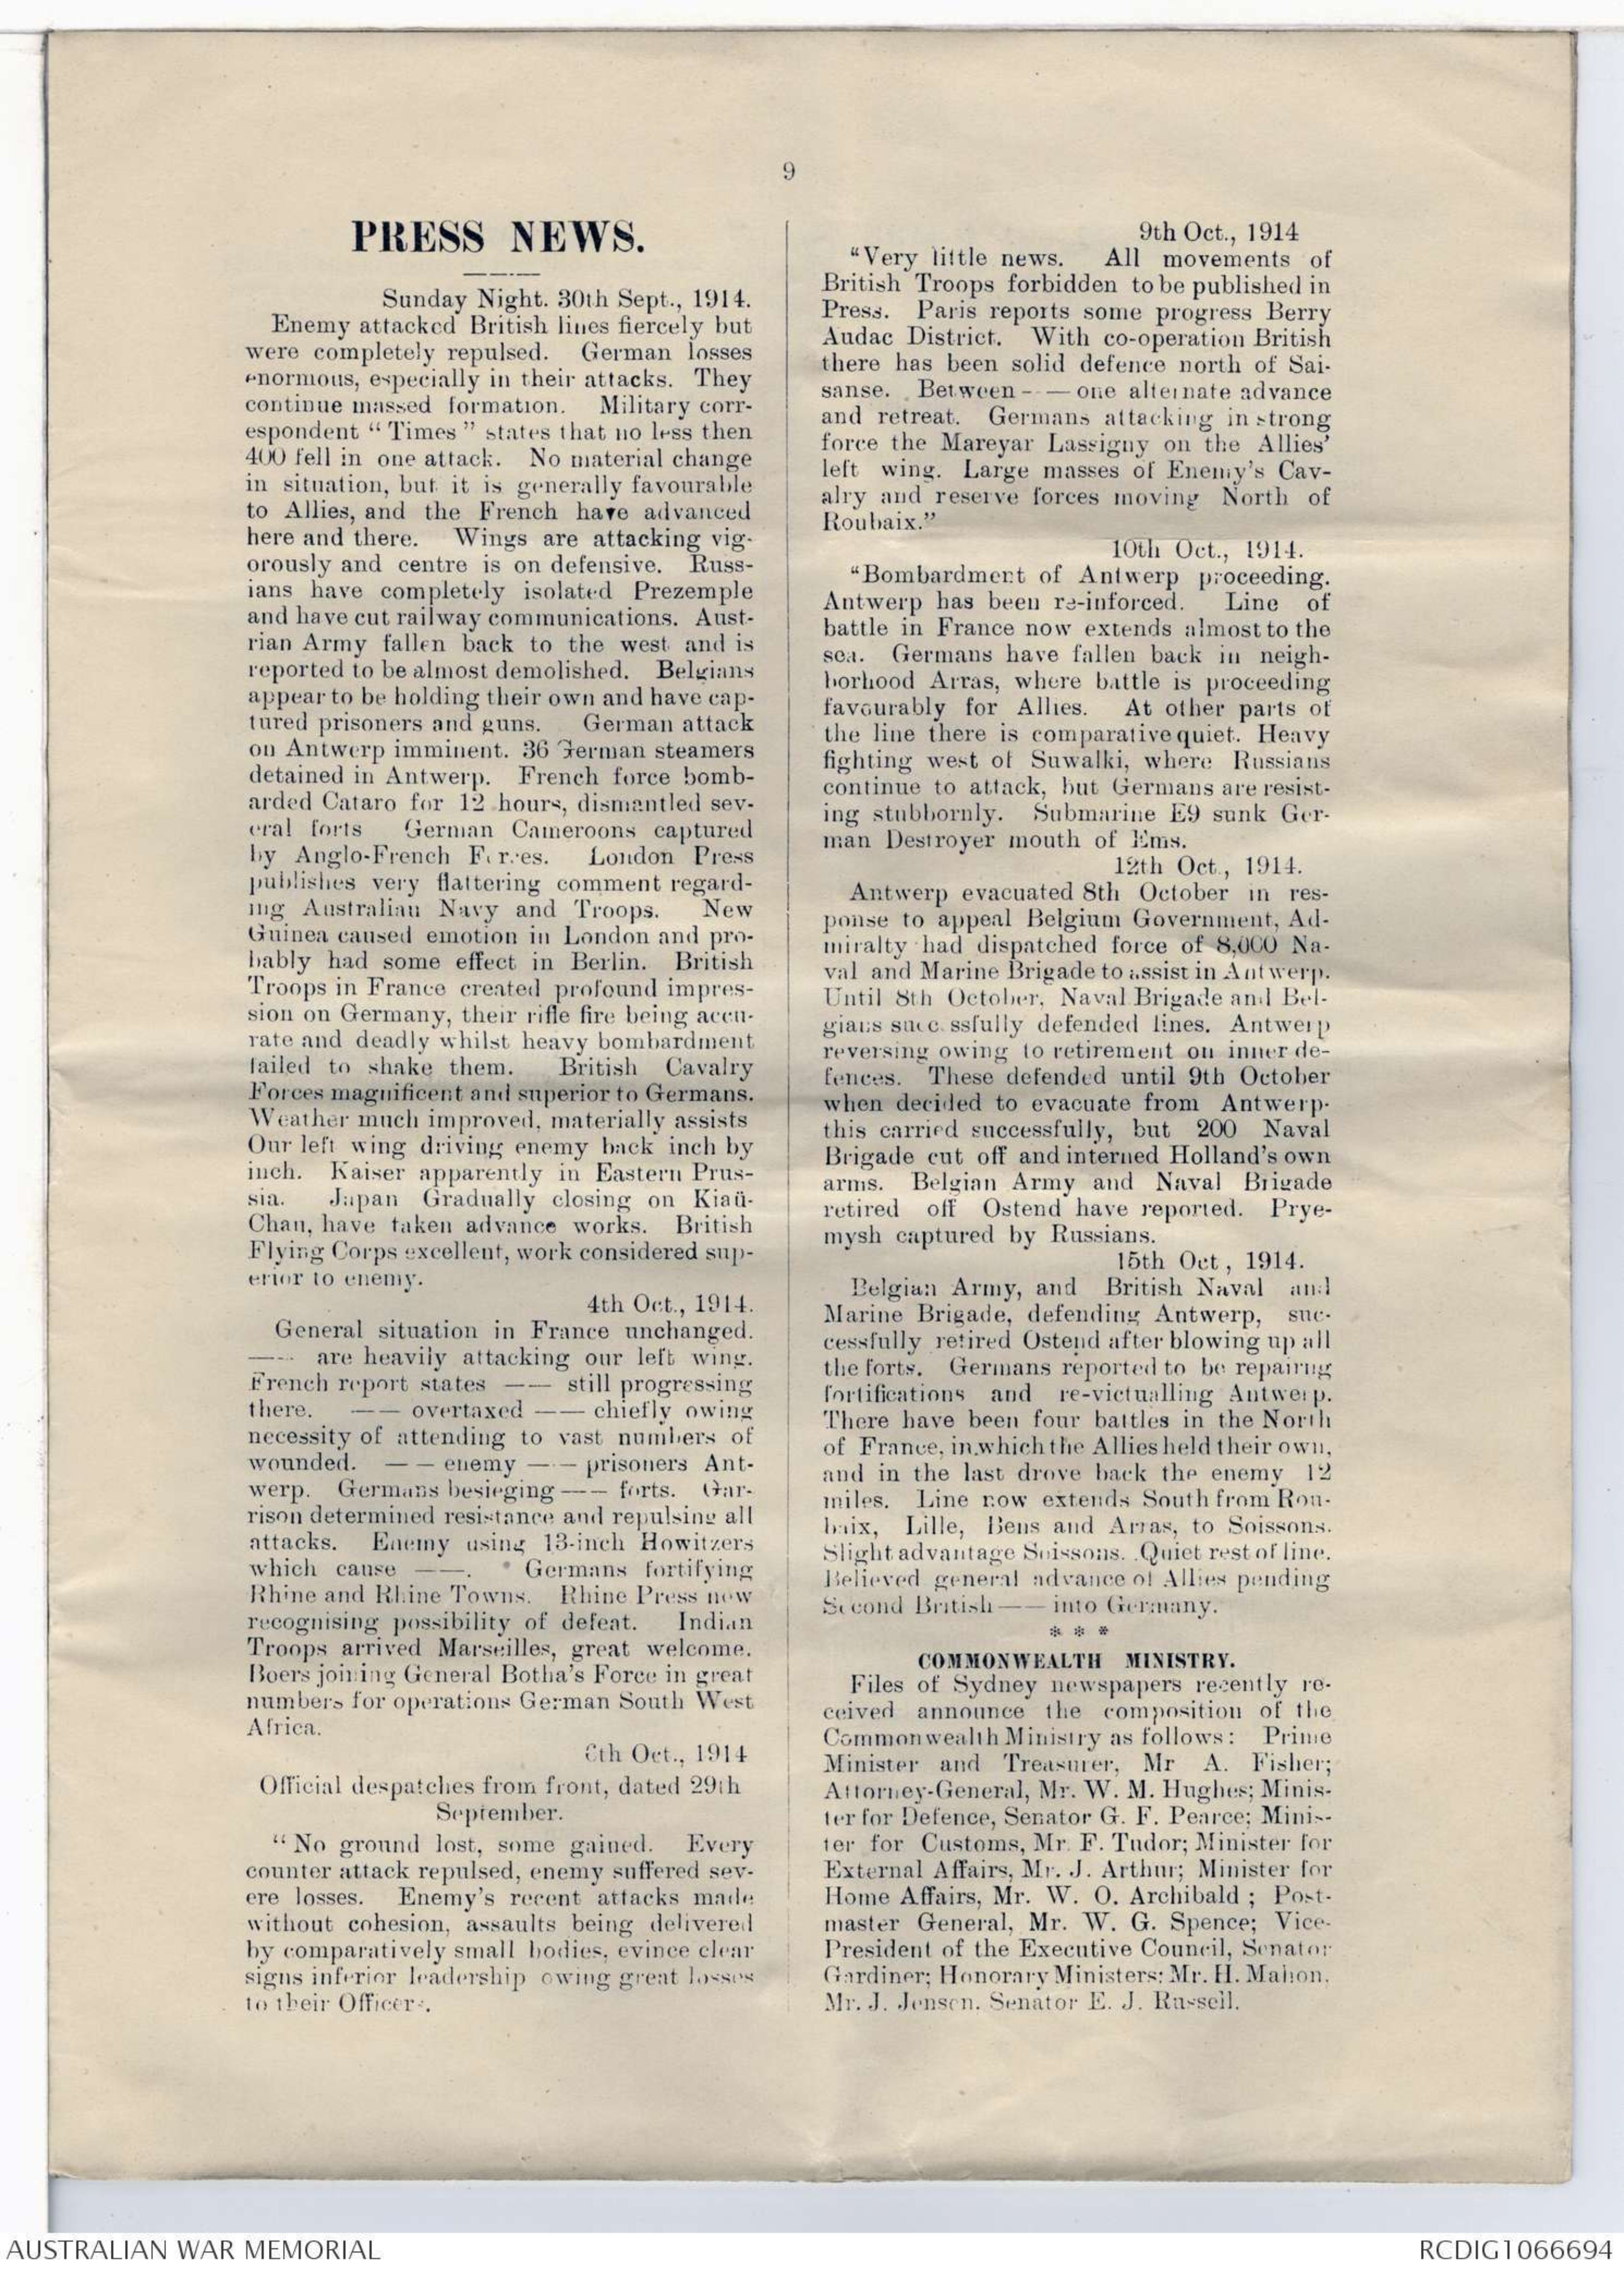 9
PRESS NEWS.
Sunday Night. 30th Sept., 1914.
Enemy attacked British lines fiercely but
were completely repulsed. German losses
enormous, especially in their attacks. They
continue massed formation. Military corr-
espondent "Times" states that no less then
400 fell in one attack. No material change
in situation, but it is generally favourable
to Allies, and the French have advanced
here and there. Wings are attacking vig-
orously and centre is on defensive. Russ-
ians have completely isolated Prezemple
and have cut railway communications. Aust-
rian Army fallen back to the west and is
reported to be almost demolished. Belgians
appear to be holding their own and have cap-
tured prisoners and guns. German attack
on Antwerp imminent. 36 German steamers
detained in Antwerp. French force bomb-
arded Cataro for 12 hours, dismantled sev-
eral forts German Cameroons captured
by Anglo-French Forces. London Press
publishes very flattering comment regard-
ing Australian Navy and Troops. New
Guinea caused emotion in London and pro-
bably had some effect in Berlin. British
Troops in France created profound impres-
sion on Germany, their rifle fire being accu-
rate and deadly whilst heavy bombardment
failed to shake them. British Cavalry
Forces magnificent and superior to Germans.
Weather much improved, materially assists
Our left wing driving enemy back inch by
inch. Kaiser apparently in Eastern Prus-
sia. Japan Gradually closing on Kiaü-
Chau, have taken advance works. British
Flying Corps excellent, work considered sup-
erior to enemy.
4th Oct., 1914.
General situation in France unchanged.
—— are heavily attacking our left wing.
French report states —— still progressing
there. —— overtaxed —— chiefly owing
necessity of attending to vast numbers of
wounded. —— enemy —— prisoners Ant-
werp. Germans besieging —— forts. Gar-
rison determined resistance and repulsing all
attacks. Enemy using 13-inch Howitzers
which cause ——. Germans fortifying
Rhine and Rhine Towns. Rhine Press now
recognising possibility of defeat. Indian
Troops arrived Marseilles, great welcome.
Boers joining General Botha's Force in great
numbers for operations German South West
Africa.
6th Oct., 1914
Official despatches from front, dated 29th
September.
"No ground lost, some gained. Every
counter attack repulsed, enemy suffered sev-
ere losses. Enemy's recent attacks made
without cohesion, assaults being delivered
by comparatively small bodies, evince clear
signs inferior leadership owing great losses
to their Officers.
9th Oct., 1914
"Very little news. All movements of
British Troops forbidden to be published in
Press. Paris reports some progress Berry
Audac District. With co-operation British
there has been solid defence north of Sai-
sanse. Between —— one alternate advance
and retreat. Germans attacking in strong
force the Mareyar Lassigny on the Allies'
left wing. Large masses of Enemy's Cav-
alry and reserve forces moving North of
Roubaix."
10th Oct., 1914.
"Bombardment of Antwerp proceeding.
Antwerp has been re-inforced. Line of
battle in France now extends almost to the
sea. Germans have fallen back in neigh-
borhood Arras, where battle is proceeding
favourably for Allies. At other parts of
the line there is comparative quiet. Heavy
fighting west of Suwalki, where Russians
continue to attack, but Germans are resist-
ing stubbornly. Submarine E9 sunk Ger-
man Destroyer mouth of Ems.
12th Oct., 1914.
Antwerp evacuated 8th October in res-
ponse to appeal Belgium Government, Ad-
miralty had dispatched force of 8,000 Na-
val and Marine Brigade to assist in Antwerp.
Until 8th October, Naval Brigade and Bel-
gians successfully defended lines. Antwerp
reversing owing to retirement on inner de-
fences. These defended until 9th October
when decided to evacuate from Antwerp.
this carried successfully, but 200 Naval
Brigade cut off and interned Holland's own
arms. Belgian Army and Naval Brigade
retired off Ostend have reported. Prye-
mysh captured by Russians.
15th Oct, 1914.
Belgian Army, and British Naval and
Marine Brigade, defending Antwerp, suc-
cessfully retired Ostend after blowing up all
the forts. Germans reported to be repairing
fortifications and re-victualling Antwerp.
There have been four battles in the North
of France, in which the Allies held their own,
and in the last drove back the enemy 12
miles. Line now extends South from Rou-
baix, Lille, Bens and Arras, to Soissons.
Slight advantage Soissons. Quiet rest of line.
Believed general advance of Allies pending
Second British —— into Germany.
* * *
COMMONWEALTH MINISTRY.
Files of Sydney newspapers recently re-
ceived announce the composition of the
Commonwealth Ministry as follows: Prime
Minister and Treasurer, Mr A. Fisher;
Attorney-General, Mr. W. M. Hughes; Minis-
ter for Defence, Senator G. F. Pearce; Minis-
ter for Customs, Mr. F. Tudor; Minister for
External Affairs, Mr. J. Arthur; Minister for
Home Affairs, Mr. W. O. Archibald; Post-
master General, Mr. W. G. Spence; Vice-
President of the Executive Council, Senator
Gardiner; Honorary Ministers: Mr. H. Mahon,
Mr. J. Jensen, Senator E. J. Russell.
AUSTRALIAN WAR MEMORIAL
RCDIG1066694